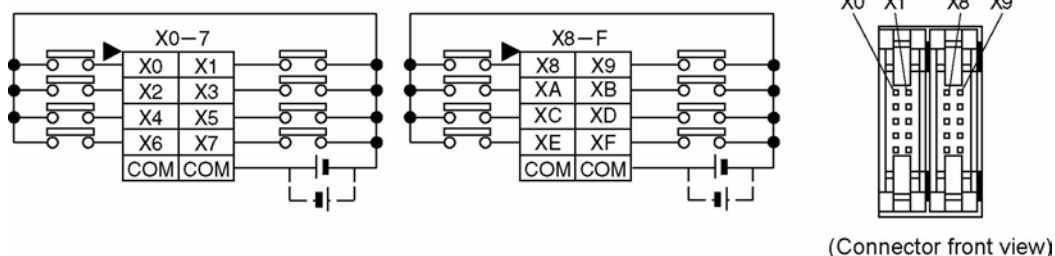 X0 X1 X8 X9
X0−7
X0 X1
X2 X3
X4 X5
X6 X7
COM COM
X8−F
X8 X9
XA XB
XC XD
XE XF
COM COM
(Connector front view)